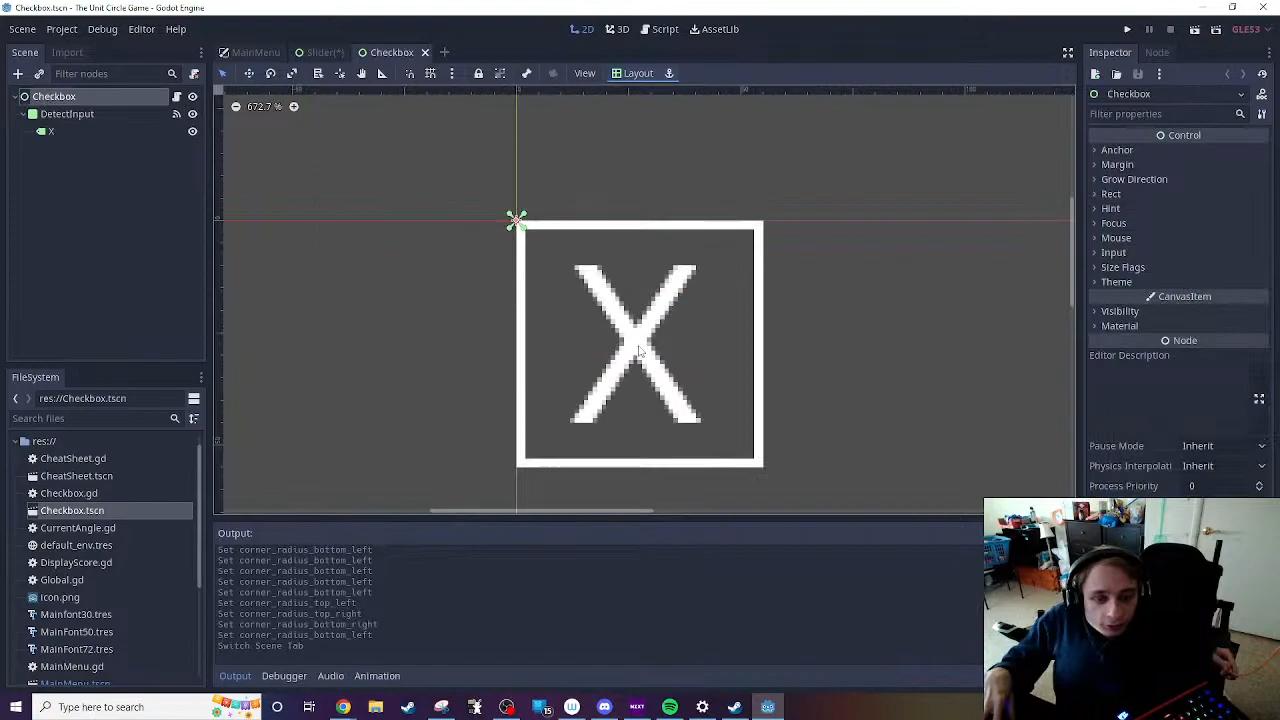 Checkbox.tscn - The Unit Circle Game - Godot Engine
Scene Project Debug Editor Help
2D 3D Script AssetLib
GLES3
Scene Import
MainMenu Slider(*) Checkbox
Inspector Node
Filter nodes
View Layout
Checkbox
DetectInput
X
672.7 %
0 50 100
X
Checkbox
Filter properties
Control
Anchor
Margin
Grow Direction
Rect
Hint
Focus
Mouse
Input
Size Flags
Theme
CanvasItem
Visibility
Material
Node
Editor Description
Pause Mode Inherit
Physics Interpolati Inherit
Process Priority 0
FileSystem
res://Checkbox.tscn
Search files
res://
CheatSheet.gd
CheatSheet.tscn
Checkbox.gd
Checkbox.tscn
CurrentAngle.gd
default_env.tres
DisplayScore.gd
Global.gd
icon.png
Mainfont30.tres
MainFont50.tres
MainFont72.tres
MainMenu.gd
MainMenu.tscn
Output:
Set corner_radius_bottom_left
Set corner_radius_bottom_left
Set corner_radius_bottom_left
Set corner_radius_bottom_left
Set corner_radius_bottom_left
Set corner_radius_top_left
Set corner_radius_top_right
Set corner_radius_bottom_right
Set corner_radius_bottom_left
Switch Scene Tab
Output Debugger Audio Animation
Type here to search
15